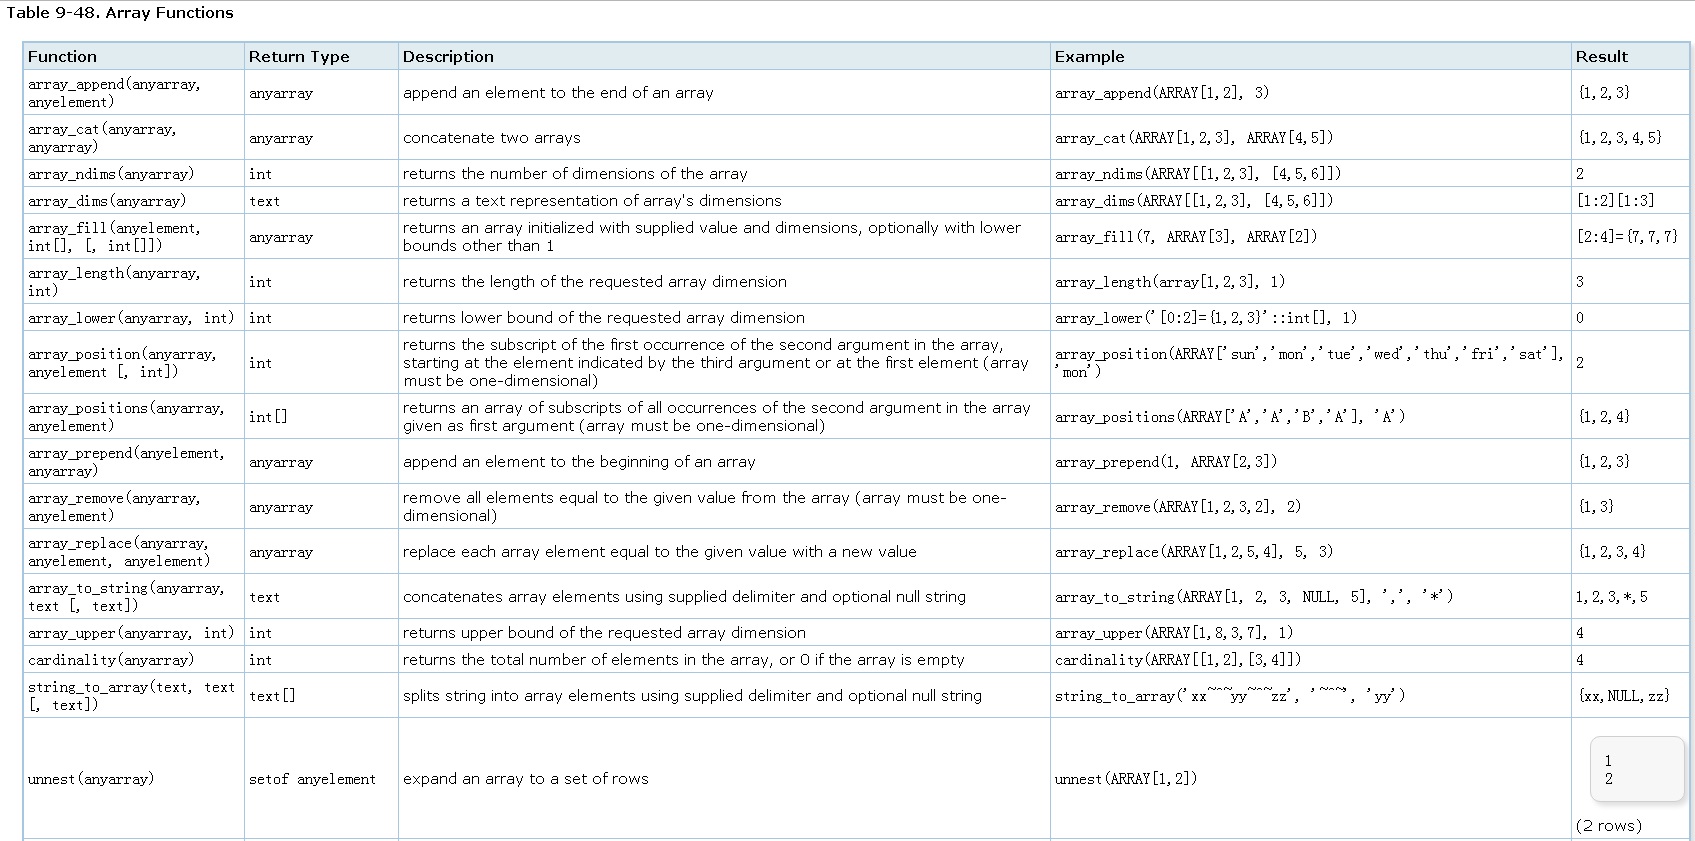 Table 9-48. Array Functions
Function Return Type Description Example Result
array_append(anyarray,
anyelement)
anyarray
append an element to the end of an array
array_append(ARRAY[1,2], 3)
{1,2,3}
array_cat(anyarray,
anyarray)
anyarray
concatenate two arrays
array_cat(ARRAY[1,2,3], ARRAY[4,5])
{1,2,3,4,5}
array_ndims(anyarray)
int
returns the number of dimensions of the array
array_ndims(ARRAY[[1,2,3], [4,5,6]])
2
array_dims(anyarray)
text
returns a text representation of array's dimensions
array_dims(ARRAY[[1,2,3], [4,5,6]])
[1:2][1:3]
array_fill(anyelement,
int[], [, int[]])
anyarray
returns an array initialized with supplied value and dimensions, optionally with lower
bounds other than 1
array_fill(7, ARRAY[3], ARRAY[2])
[2:4]={7,7,7}
array_length(anyarray,
int)
int
returns the length of the requested array dimension
array_length(array[1,2,3], 1)
3
array_lower(anyarray, int)
int
returns lower bound of the requested array dimension
array_lower('[0:2]={1,2,3}'::int[], 1)
0
array_position(anyarray,
anyelement [, int])
int
returns the subscript of the first occurrence of the second argument in the array,
starting at the element indicated by the third argument or at the first element (array
must be one-dimensional)
array_position(ARRAY['sun','mon','tue','wed','thu','fri','sat'],
'mon')
2
array_positions(anyarray,
anyelement)
int[]
returns an array of subscripts of all occurrences of the second argument in the array
given as first argument (array must be one-dimensional)
array_positions(ARRAY['A','A','B','A'], 'A')
{1,2,4}
array_prepend(anyelement,
anyarray)
anyarray
append an element to the beginning of an array
array_prepend(1, ARRAY[2,3])
{1,2,3}
array_remove(anyarray,
anyelement)
anyarray
remove all elements equal to the given value from the array (array must be one-
dimensional)
array_remove(ARRAY[1,2,3,2], 2)
{1,3}
array_replace(anyarray,
anyelement, anyelement)
anyarray
replace each array element equal to the given value with a new value
array_replace(ARRAY[1,2,5,4], 5, 3)
{1,2,3,4}
array_to_string(anyarray,
text [, text])
text
concatenates array elements using supplied delimiter and optional null string
array_to_string(ARRAY[1, 2, 3, NULL, 5], ',', '*')
1,2,3,*,5
array_upper(anyarray, int)
int
returns upper bound of the requested array dimension
array_upper(ARRAY[1,8,3,7], 1)
4
cardinality(anyarray)
int
returns the total number of elements in the array, or 0 if the array is empty
cardinality(ARRAY[[1,2],[3,4]])
4
string_to_array(text, text
[, text])
text[]
splits string into array elements using supplied delimiter and optional null string
string_to_array('xx~^~yy~^~zz', '~^~', 'yy')
{xx,NULL,zz}
unnest(anyarray)
setof anyelement
expand an array to a set of rows
unnest(ARRAY[1,2])
1
2
(2 rows)